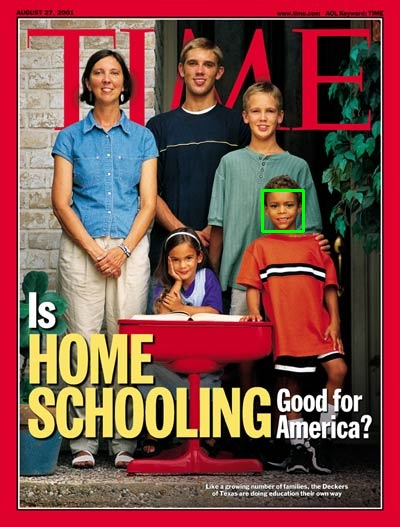 AUGUST 27, 2001
www.time.com AOL Keyword: TIME
TIME
Is
HOME
SCHOOLING
Good for
America?
Like a growing number of families, the Deckers
of Texas are doing education their own way